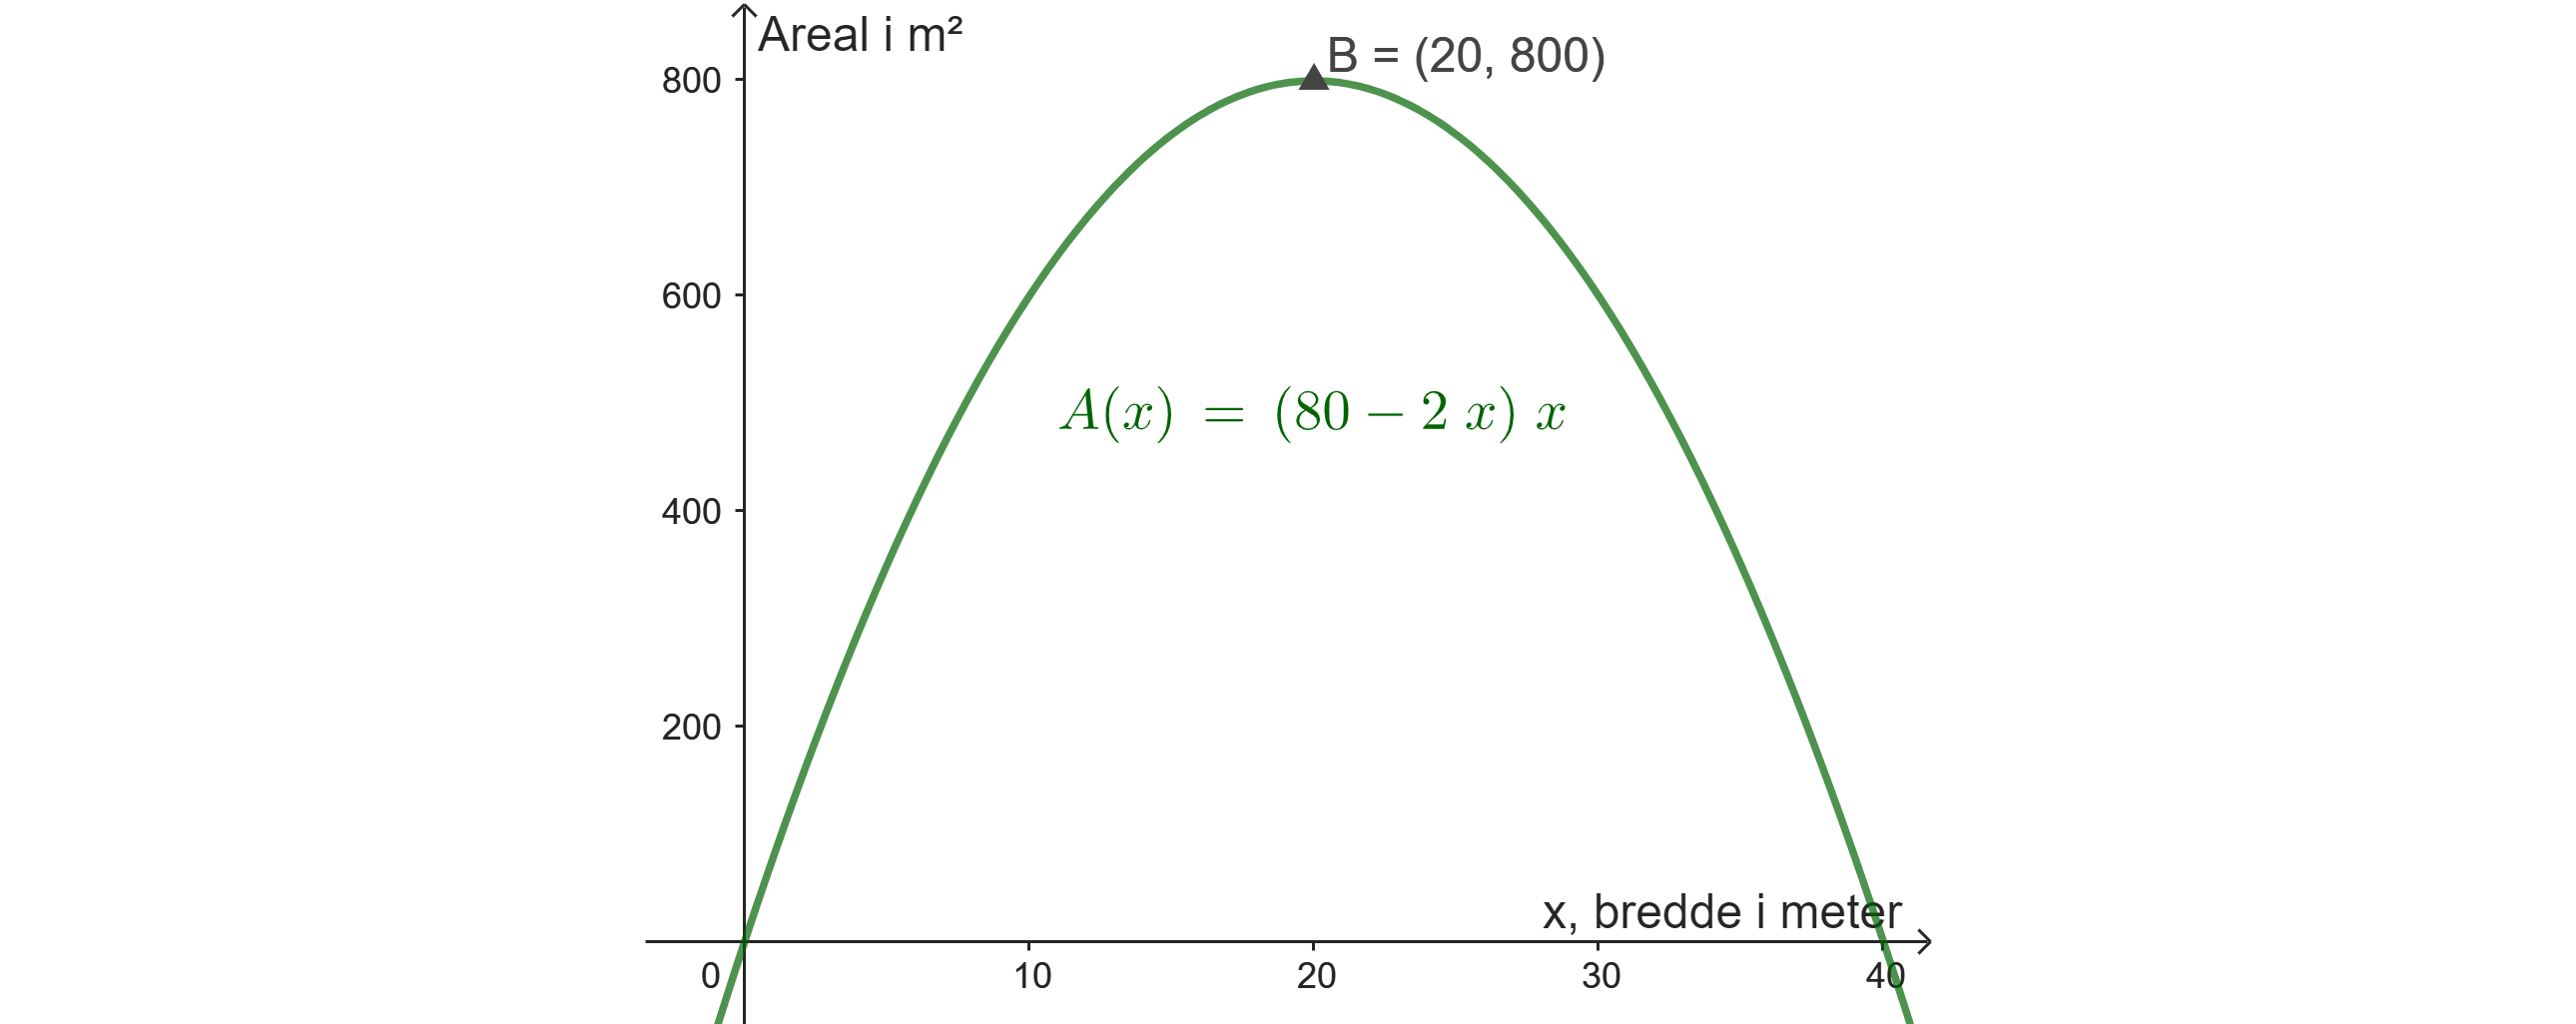 Areal i m²
B = (20, 800)
800
600
A(x) = (80 − 2 x) x
400
200
x, bredde i meter
0 10 20 30 40